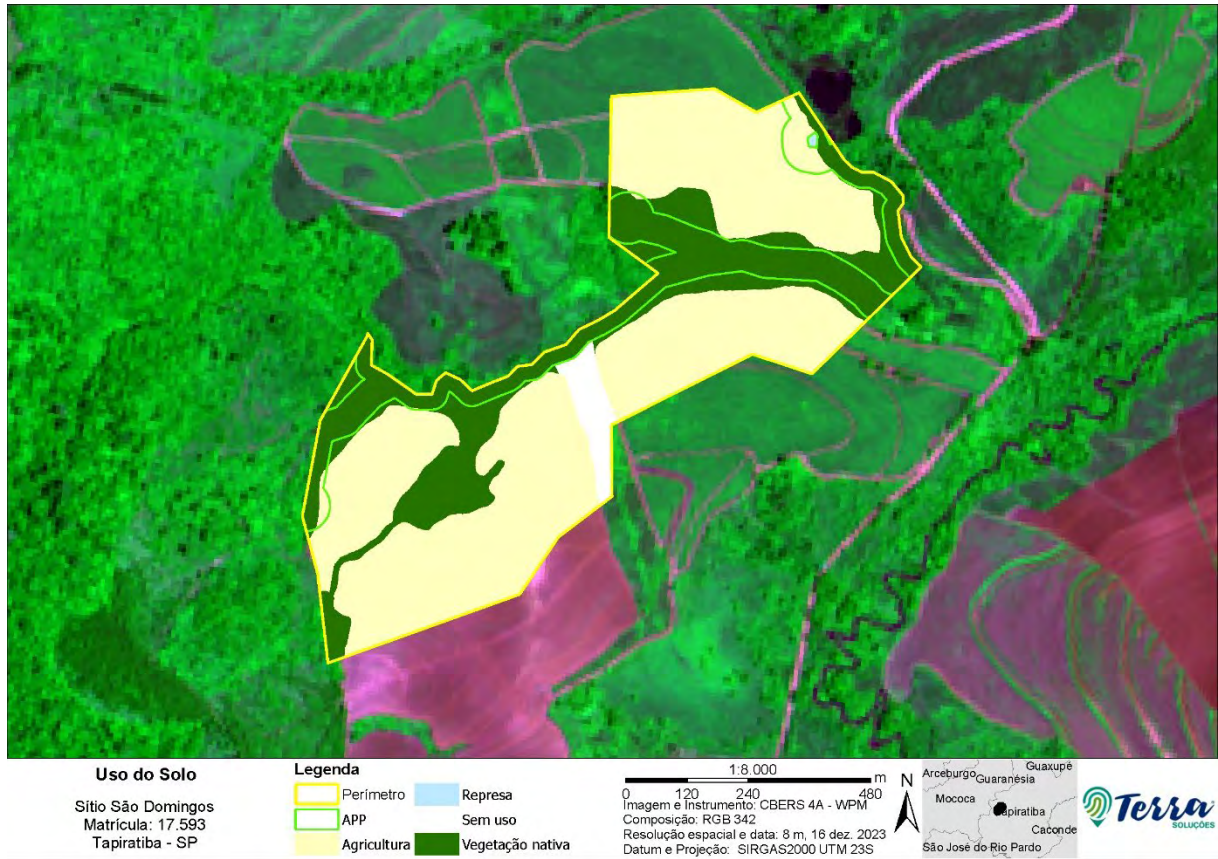 Uso do Solo
Sítio São Domingos
Matrícula: 17.593
Tapiratiba - SP
Legenda
Perímetro
APP
Agricultura
Represa
Sem uso
Vegetação nativa
1:8.000
0 120 240 480 m
Imagem e Instrumento: CBERS 4A - WPM
Composição: RGB 342
Resolução espacial e data: 8 m, 16 dez. 2023
Datum e Projeção: SIRGAS2000 UTM 23S
N
Arceburgo
Guaxupé
Guaranésia
Mococa
Tapiratiba
Caconde
São José do Rio Pardo
Terra
SOLUÇÕES